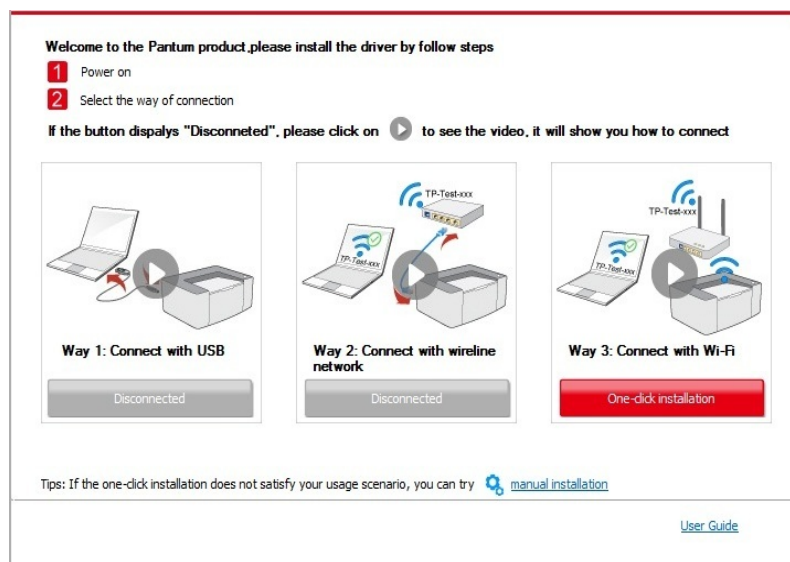 Welcome to the Pantum product,please install the driver by follow steps
1 Power on
2 Select the way of connection
If the button dispalys "Disconneted", please click on to see the video, it will show you how to connect
TP-Test-xxx
TP-Test-xxx
Way 1: Connect with USB
Disconnected
TP-Test-xxx
TP-Test-xxx
Way 2: Connect with wireline
network
Disconnected
Way 3: Connect with Wi-Fi
One-click installation
Tips: If the one-click installation does not satisfy your usage scenario, you can try manual installation
User Guide